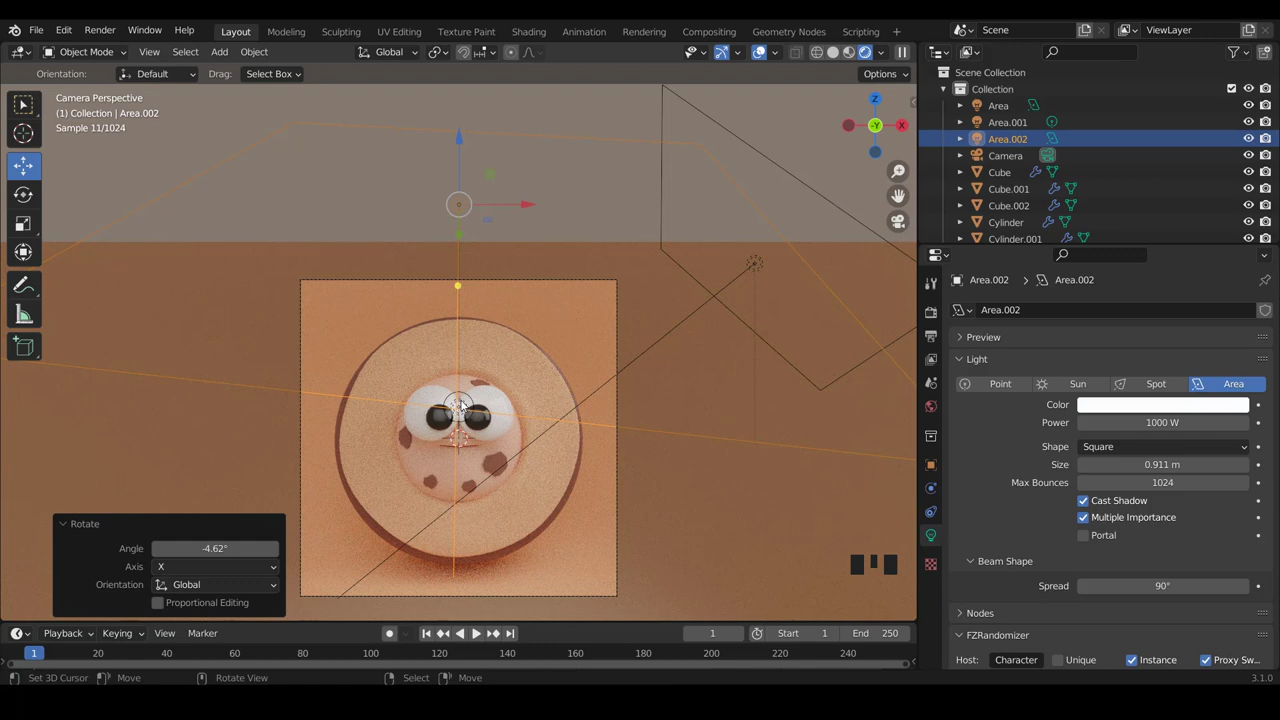 File Edit Render Window Help Layout Modeling Sculpting UV Editing Texture Paint Shading Animation Rendering Compositing Geometry Nodes Scripting + Scene ViewLayer
Object Mode View Select Add Object Global
Orientation: Default Drag: Select Box Options
Camera Perspective
(1) Collection | Area.002
Sample 11/1024
Z
-Y
X
Scene Collection
Collection
Area
Area.001
Area.002
Camera
Cube
Cube.001
Cube.002
Cylinder
Cylinder.001
Area.002 > Area.002
Area.002
Preview
Light
Point Sun Spot Area
Color
Power 1000 W
Shape Square
Size 0.911 m
Max Bounces 1024
Cast Shadow
Multiple Importance
Portal
Beam Shape
Spread 90°
Nodes
FZRandomizer
Host: Character Unique Instance Proxy Sw...
Rotate
Angle -4.62°
Axis X
Orientation Global
Proportional Editing
Playback Keying View Marker 1 Start 1 End 250
1 20 40 60 80 100 120 140 160 180 200 220 240
Set 3D Cursor Move Rotate View Select Move 3.1.0